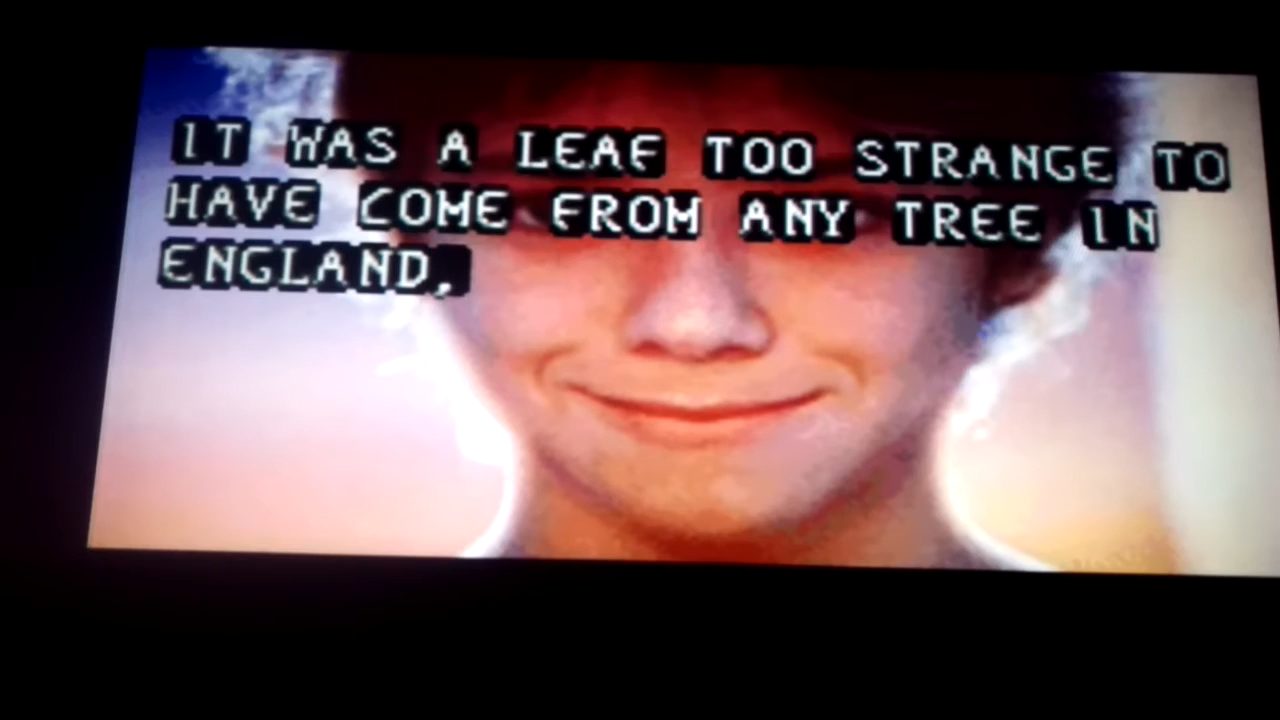 IT WAS A LEAF TOO STRANGE TO
HAVE COME FROM ANY TREE IN
ENGLAND,